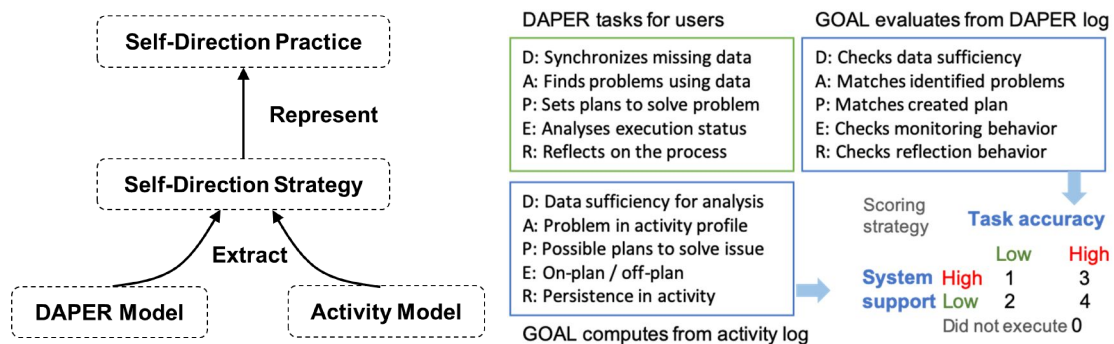 Self-Direction Practice
Represent
Self-Direction Strategy
Extract
DAPER Model
Activity Model
DAPER tasks for users
D: Synchronizes missing data
A: Finds problems using data
P: Sets plans to solve problem
E: Analyses execution status
R: Reflects on the process
GOAL evaluates from DAPER log
D: Checks data sufficiency
A: Matches identified problems
P: Matches created plan
E: Checks monitoring behavior
R: Checks reflection behavior
D: Data sufficiency for analysis
A: Problem in activity profile
P: Possible plans to solve issue
E: On-plan / off-plan
R: Persistence in activity
GOAL computes from activity log
Scoring
strategy
Task accuracy
Low High
System High 1 3
support Low 2 4
Did not execute 0